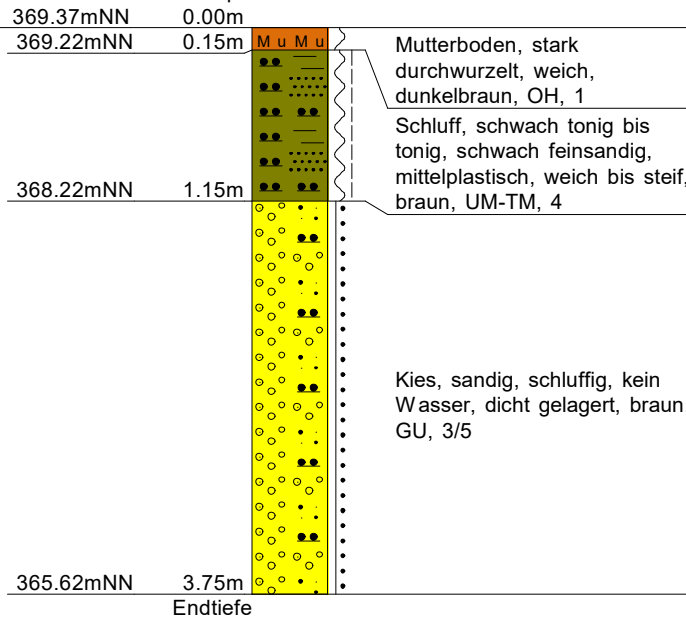 369.37mNN 0.00m
369.22mNN 0.15m
M u M u
Mutterboden, stark
durchwurzelt, weich,
dunkelbraun, OH, 1
Schluff, schwach tonig bis
tonig, schwach feinsandig,
mittelplastisch, weich bis steif,
braun, UM-TM, 4
368.22mNN 1.15m
Kies, sandig, schluffig, kein
Wasser, dicht gelagert, braun
GU, 3/5
365.62mNN 3.75m
Endtiefe